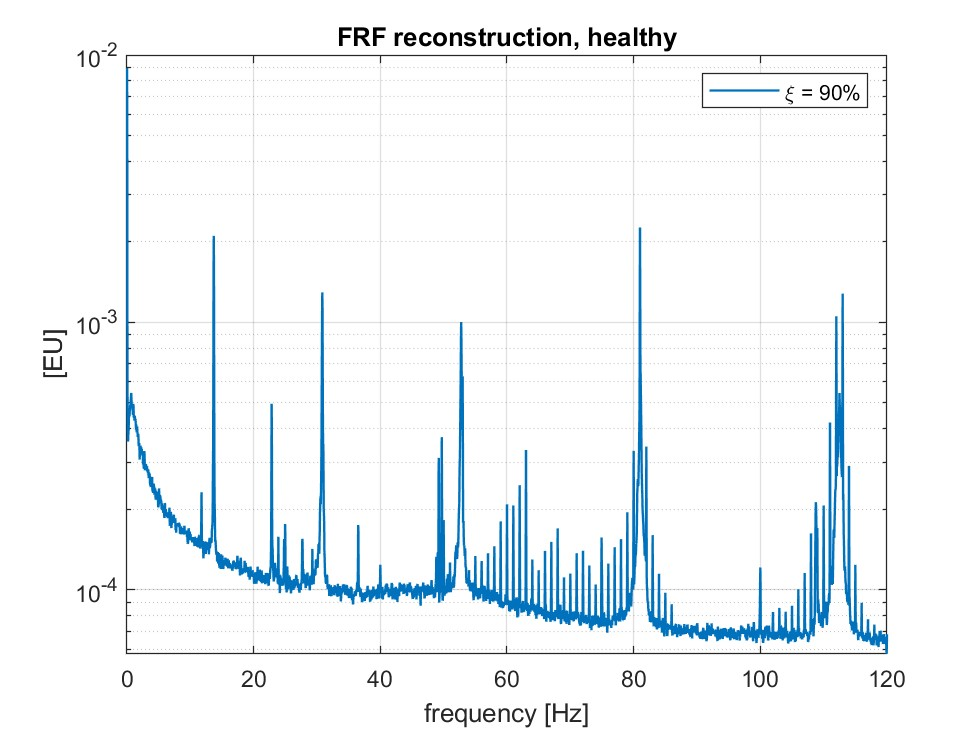 FRF reconstruction, healthy
ξ = 90%
10^-2
10^-3
10^-4
[EU]
0 20 40 60 80 100 120
frequency [Hz]